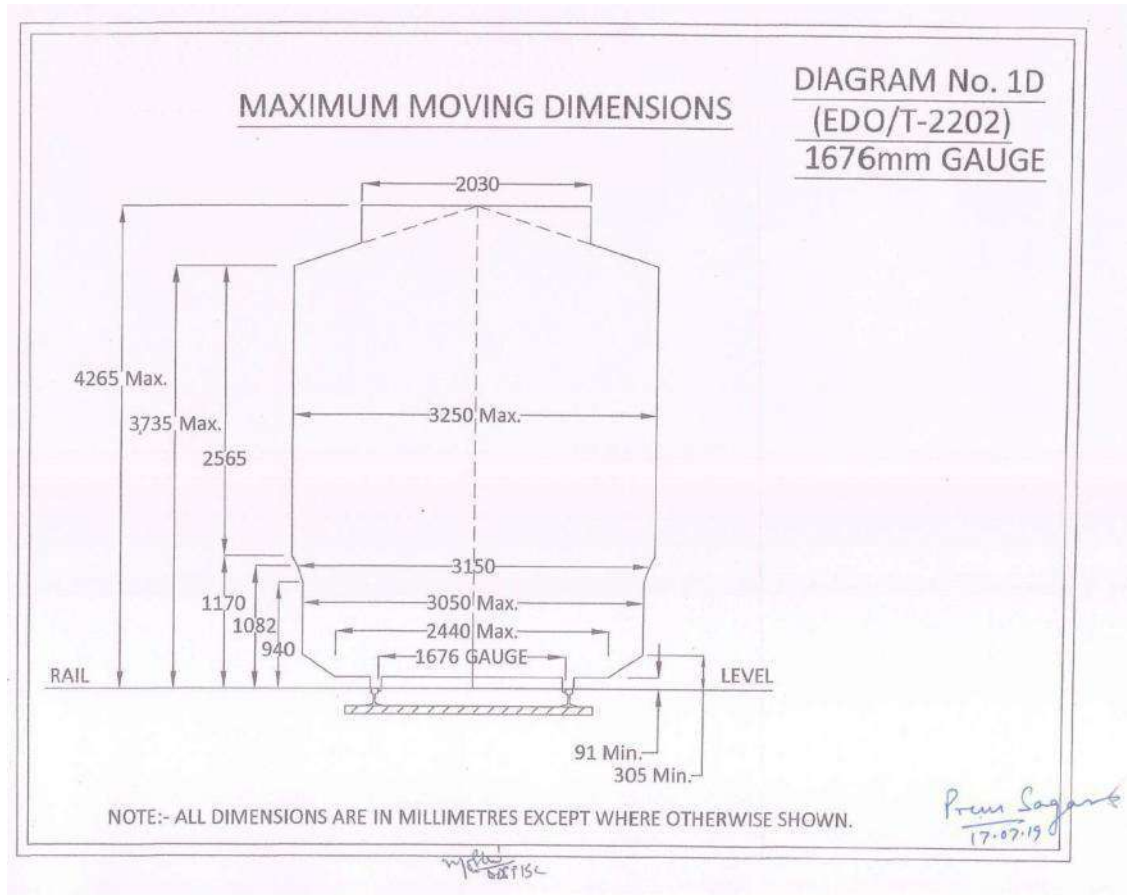 MAXIMUM MOVING DIMENSIONS
DIAGRAM No. 1D
(EDO/T-2202)
1676mm GAUGE
2030
4265 Max.
3735 Max.
2565
3250 Max.
3150
1170
1082
940
3050 Max.
2440 Max.
1676 GAUGE
RAIL
LEVEL
91 Min.
305 Min.
NOTE:- ALL DIMENSIONS ARE IN MILLIMETRES EXCEPT WHERE OTHERWISE SHOWN.
Prem Sagar
17.07.19